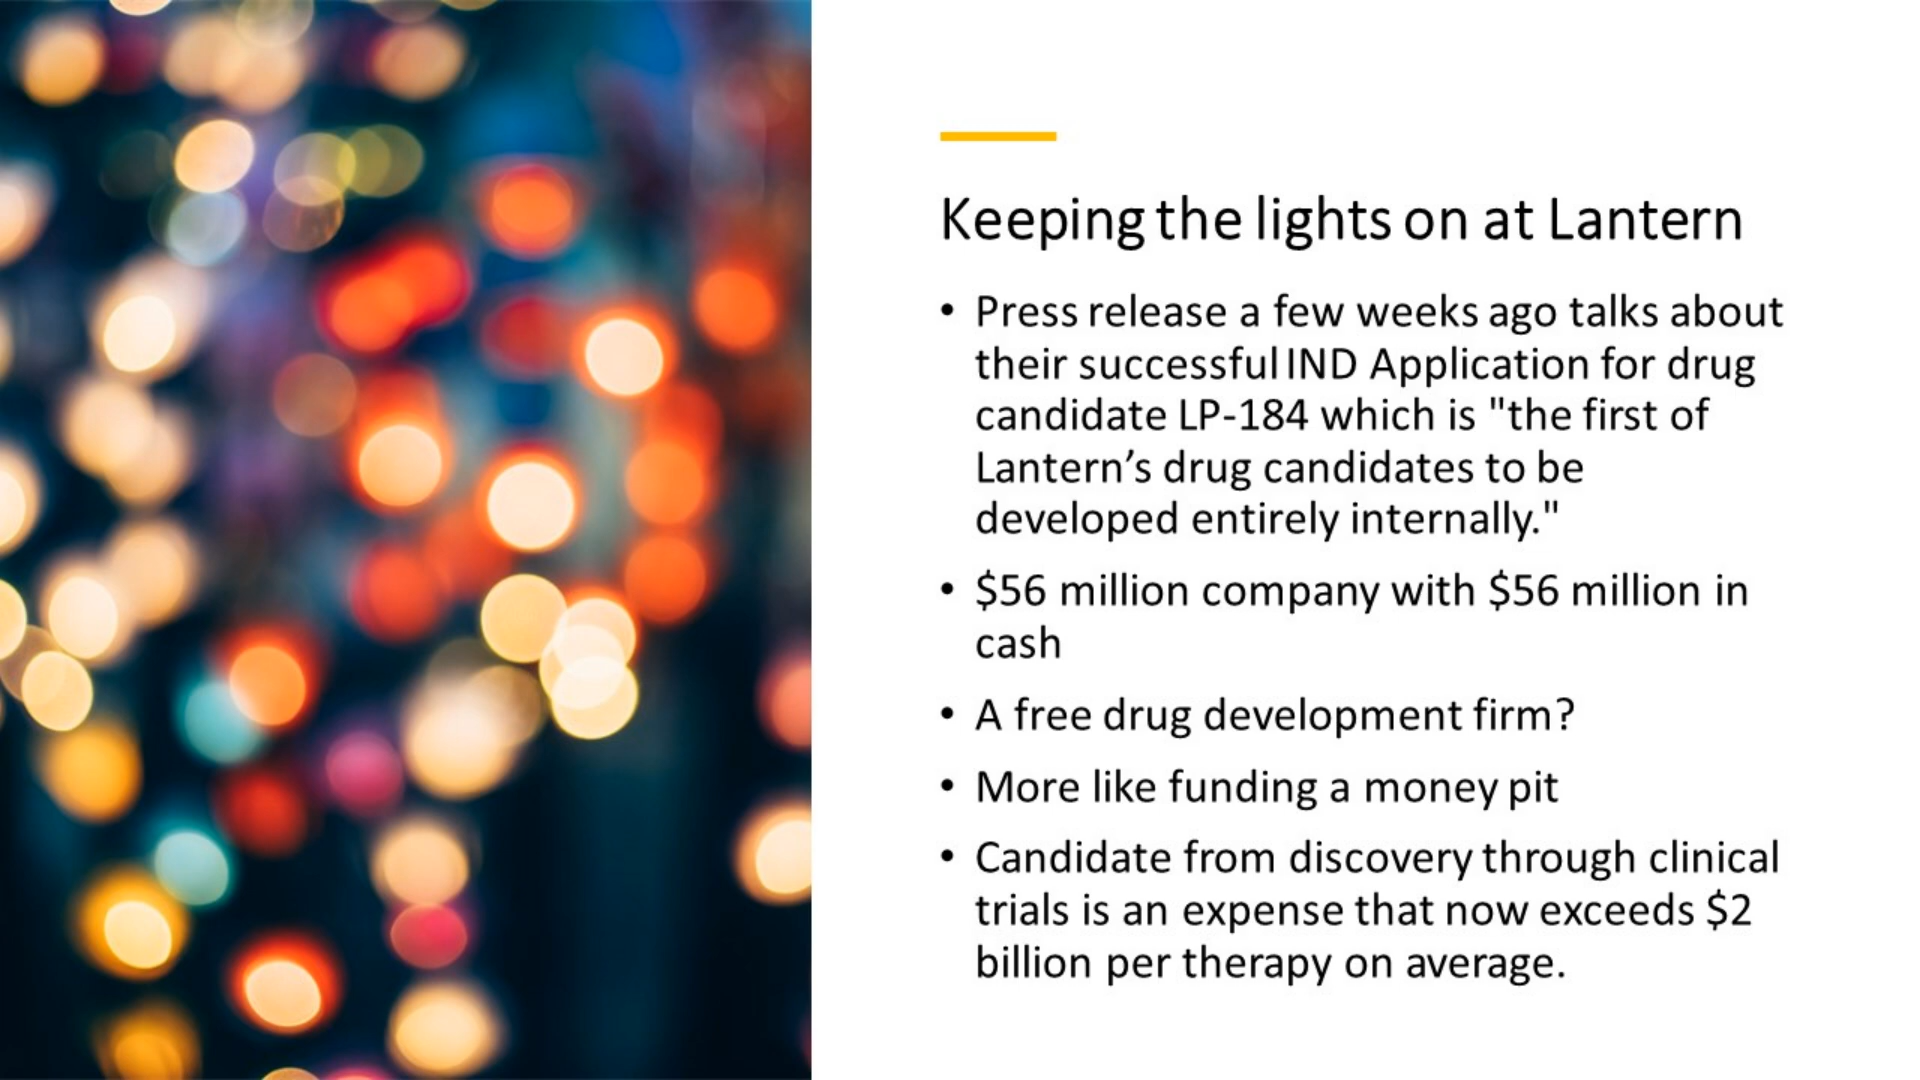 Keeping the lights on at Lantern
• Press release a few weeks ago talks about
their successful IND Application for drug
candidate LP-184 which is "the first of
Lantern’s drug candidates to be
developed entirely internally."
• $56 million company with $56 million in
cash
• A free drug development firm?
• More like funding a money pit
• Candidate from discovery through clinical
trials is an expense that now exceeds $2
billion per therapy on average.